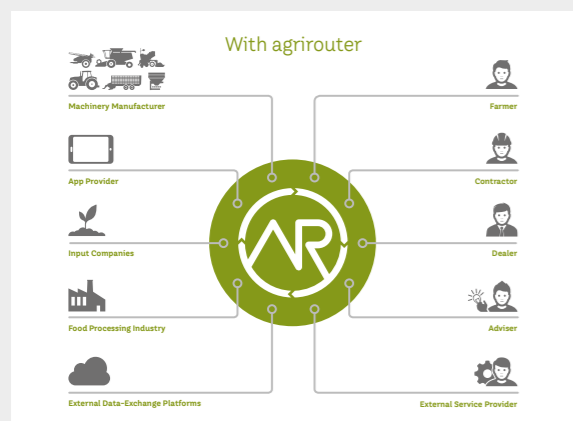 With agrirouter
Machinery Manufacturer
Farmer
App Provider
Contractor
AR
Input Companies
Dealer
Food Processing Industry
Adviser
External Data-Exchange Platforms
External Service Provider